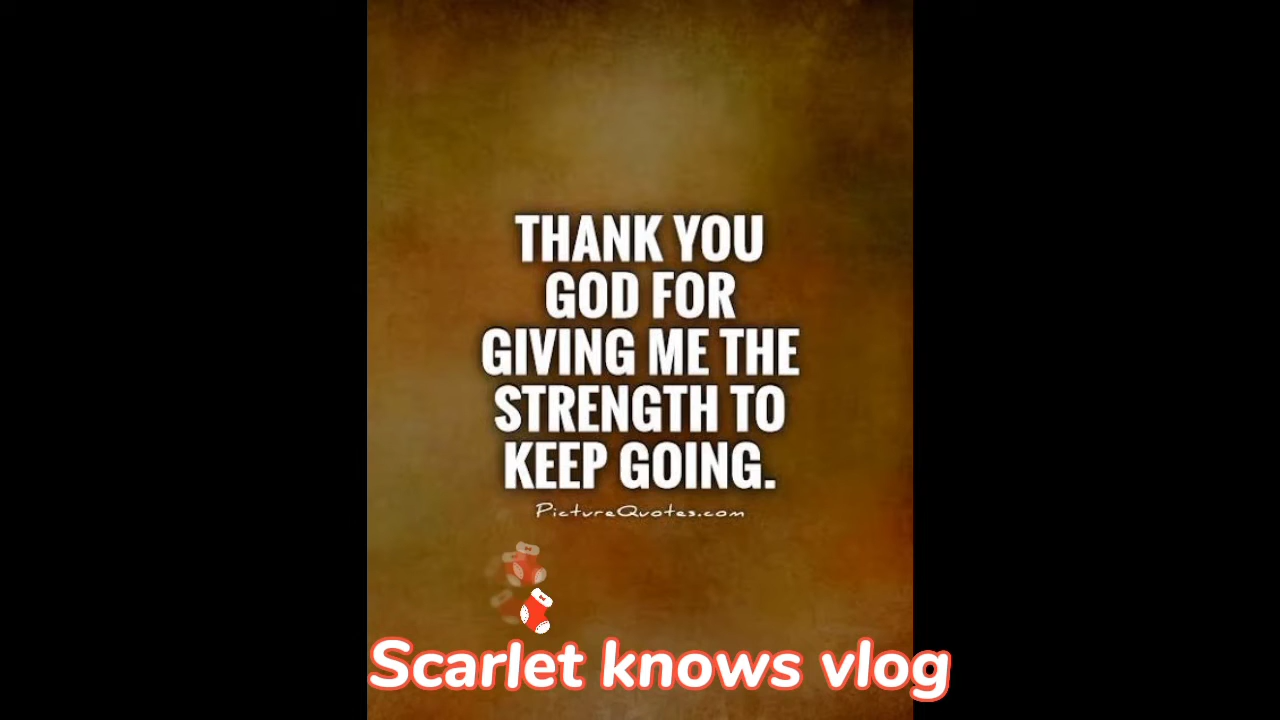 THANK YOU
GOD FOR
GIVING ME THE
STRENGTH TO
KEEP GOING.
PictureQuotes.com
Scarlet knows vlog